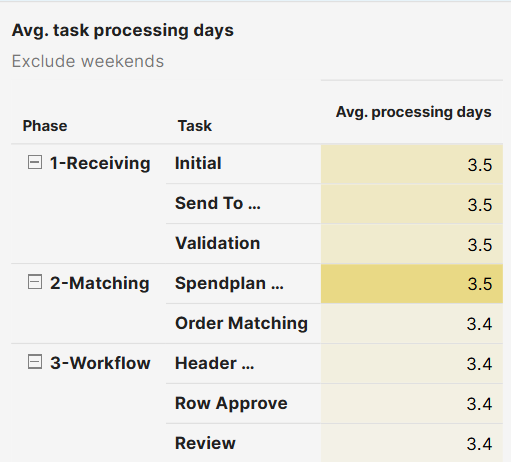 Avg. task processing days
Exclude weekends
Phase Task Avg. processing days
1-Receiving Initial 3.5
Send To ... 3.5
Validation 3.5
2-Matching Spendplan ... 3.5
Order Matching 3.4
3-Workflow Header ... 3.4
Row Approve 3.4
Review 3.4